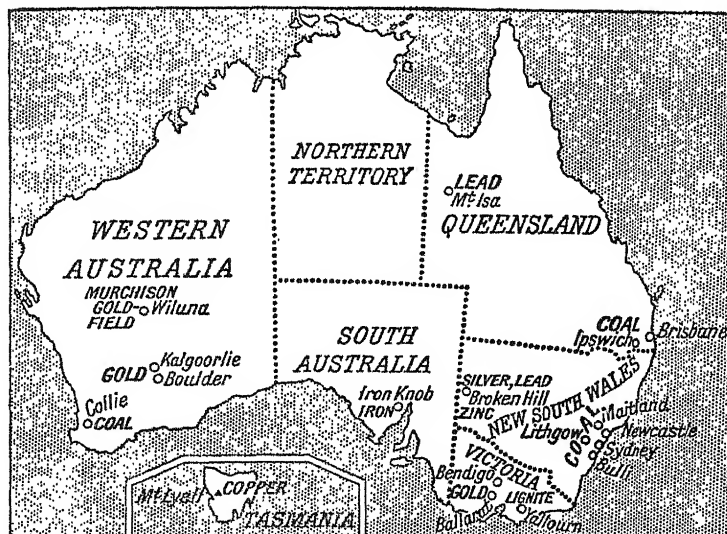 NORTHERN
TERRITORY
LEAD
Mt. Isa
QUEENSLAND
WESTERN
AUSTRALIA
MURCHISON
GOLD- Wiluna
FIELD
SOUTH
AUSTRALIA
COAL
Ipswich
Brisbane
GOLD
Kalgoorlie
Boulder
Collie
COAL
Iron Knob
IRON
SILVER, LEAD
Broken Hill
ZINC
NEW SOUTH WALES
Lithgow
COAL
Maitland
Newcastle
Sydney
Bulli
VICTORIA
Bendigo
GOLD
Ballarat
LIGNITE
Yallourn
Mt. Lyell
COPPER
TASMANIA